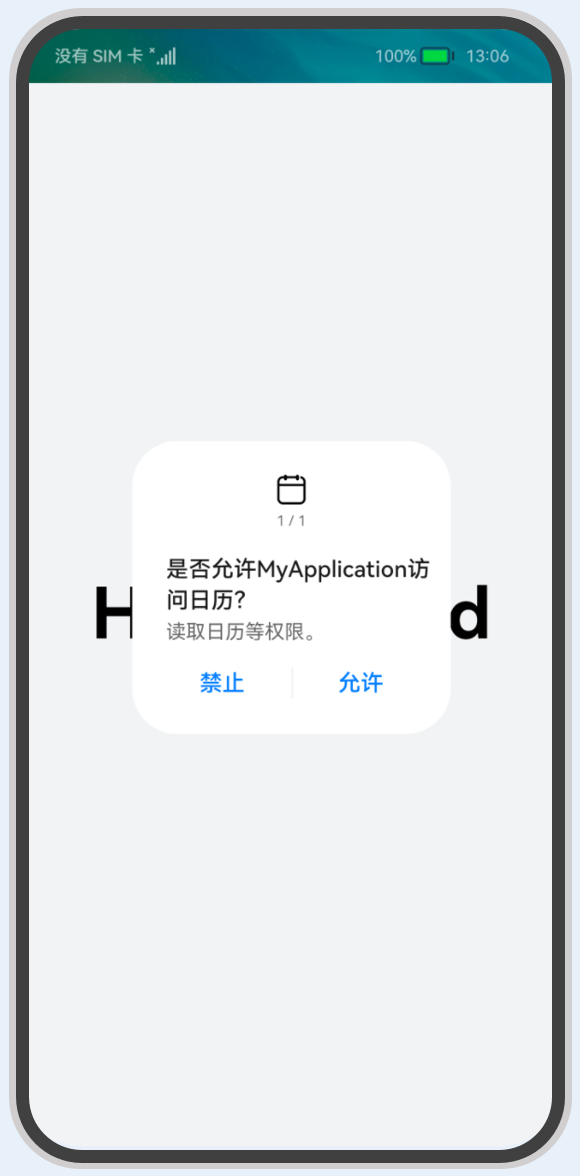 没有 SIM 卡 100% 13:06
1 / 1
是否允许MyApplication访
问日历？
读取日历等权限。
H d
禁止 允许